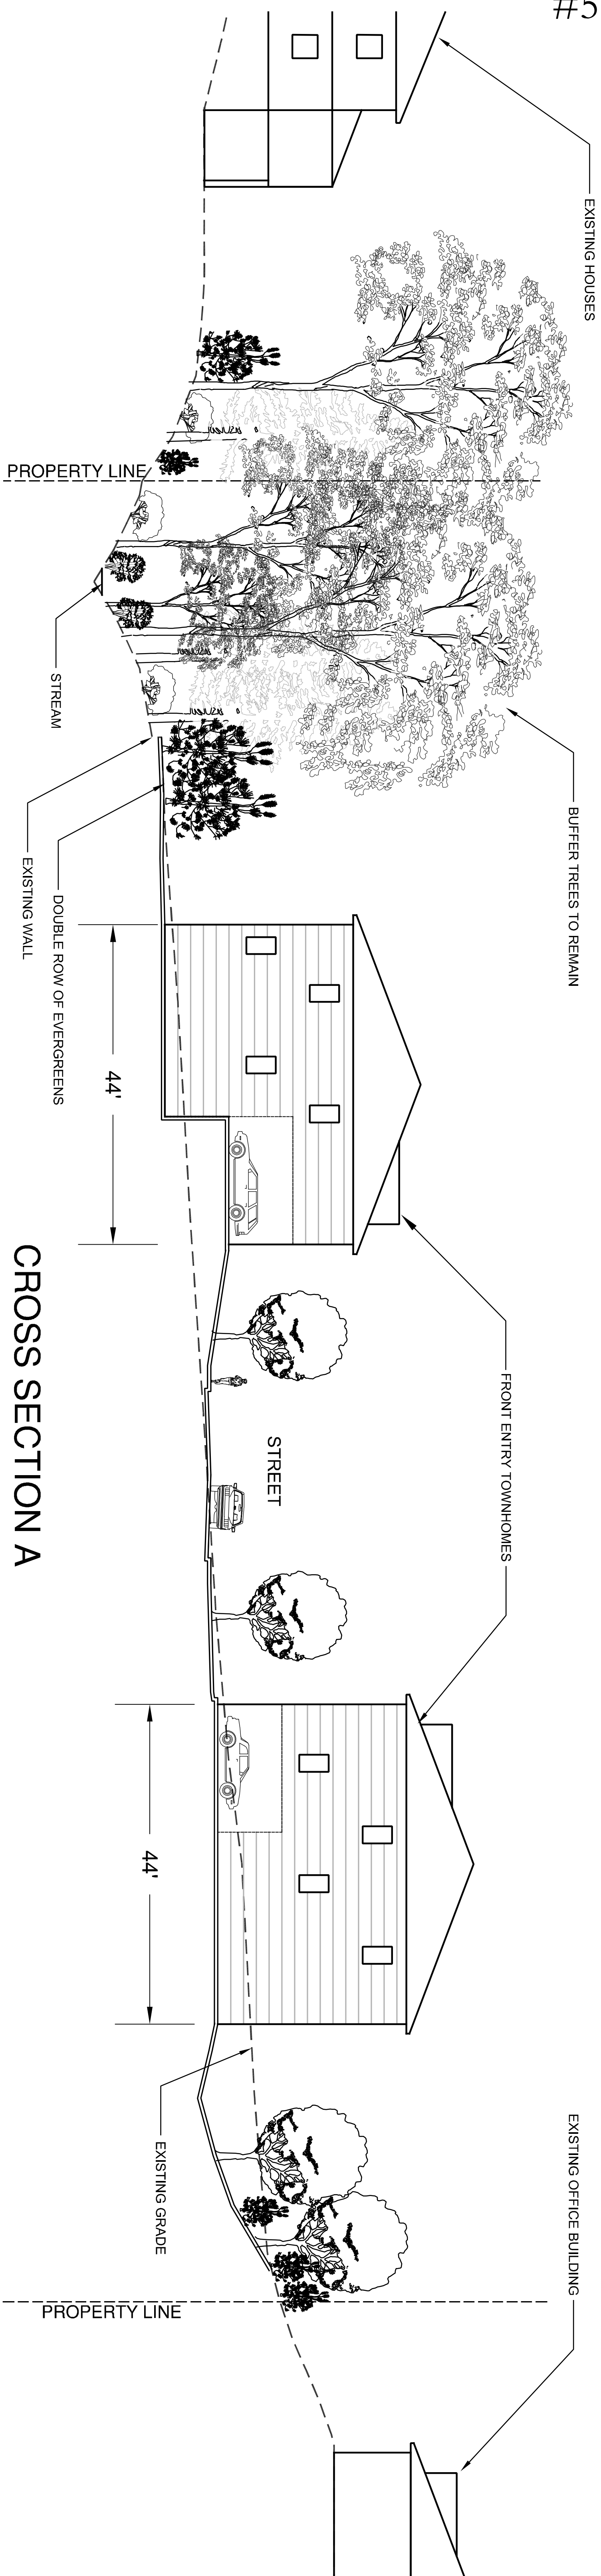 #5
EXISTING HOUSES
PROPERTY LINE
STREAM
BUFFER TREES TO REMAIN
EXISTING WALL
DOUBLE ROW OF EVERGREENS
44'
FRONT ENTRY TOWNHOMES
STREET
CROSS SECTION A
44'
EXISTING GRADE
EXISTING OFFICE BUILDING
PROPERTY LINE